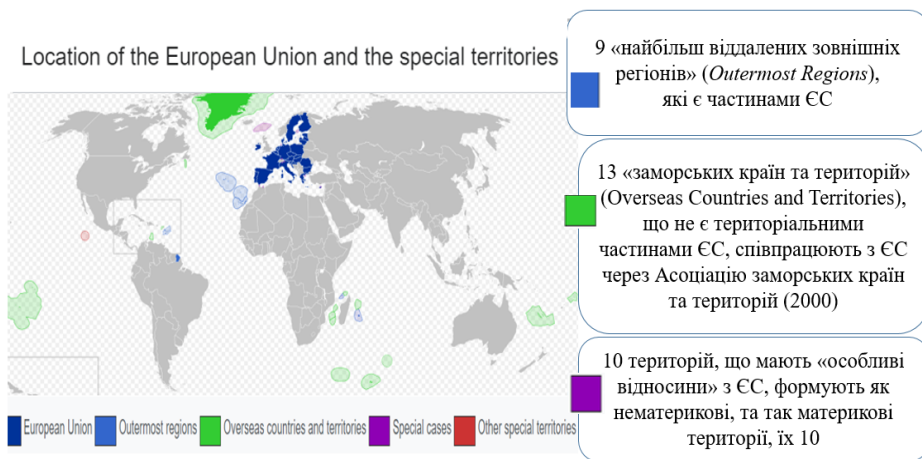 Location of the European Union and the special territories
9 «найбільш віддалених зовнішніх
регіонів» (Outermost Regions),
які є частинами ЄС
13 «заморських країн та територій»
(Overseas Countries and Territories),
що не є територіальними
частинами ЄС, співпрацюють з ЄС
через Асоціацію заморських країн
та територій (2000)
10 територій, що мають «особливі
відносини» з ЄС, формують як
нематерикові, та так материкові
території, їх 10
European Union
Outermost regions
Overseas countries and territories
Special cases
Other special territories